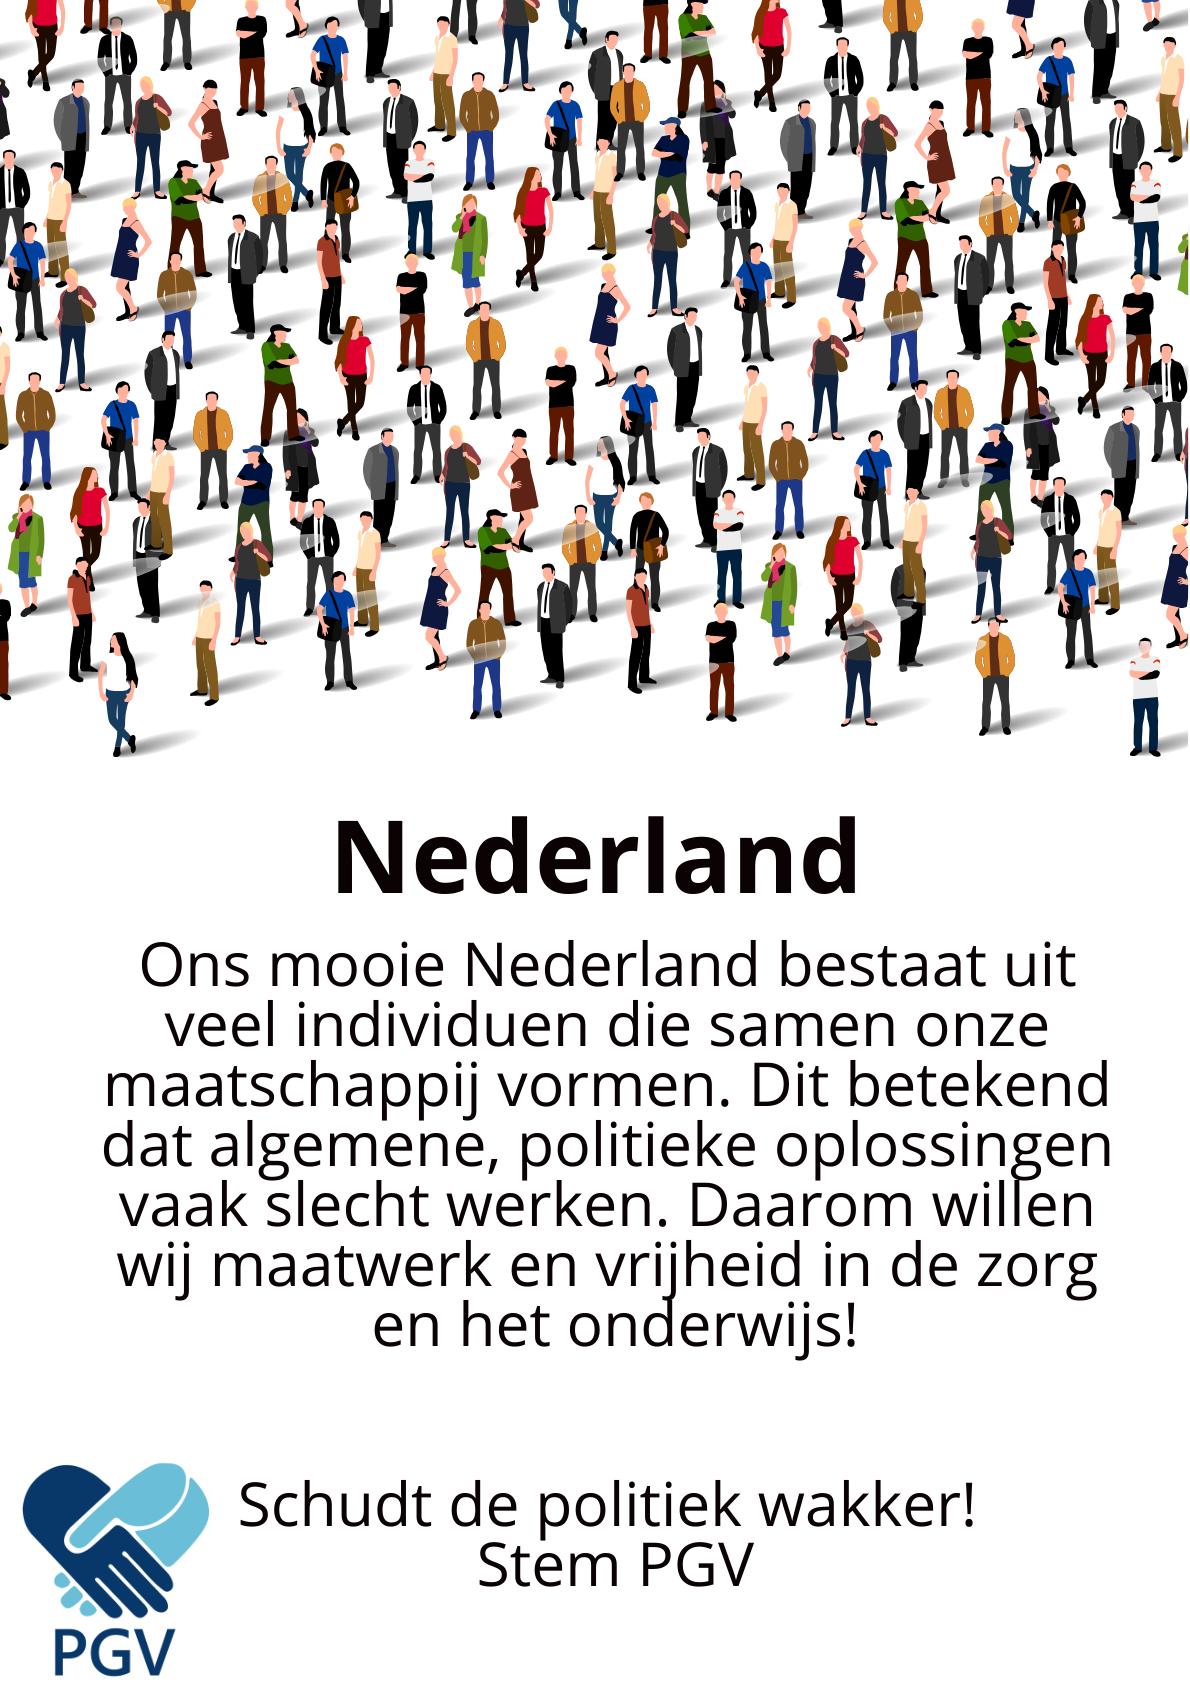 Nederland
Ons mooie Nederland bestaat uit
veel individuen die samen onze
maatschappij vormen. Dit betekend
dat algemene, politieke oplossingen
vaak slecht werken. Daarom willen
wij maatwerk en vrijheid in de zorg
en het onderwijs!
Schudt de politiek wakker!
Stem PGV
PGV